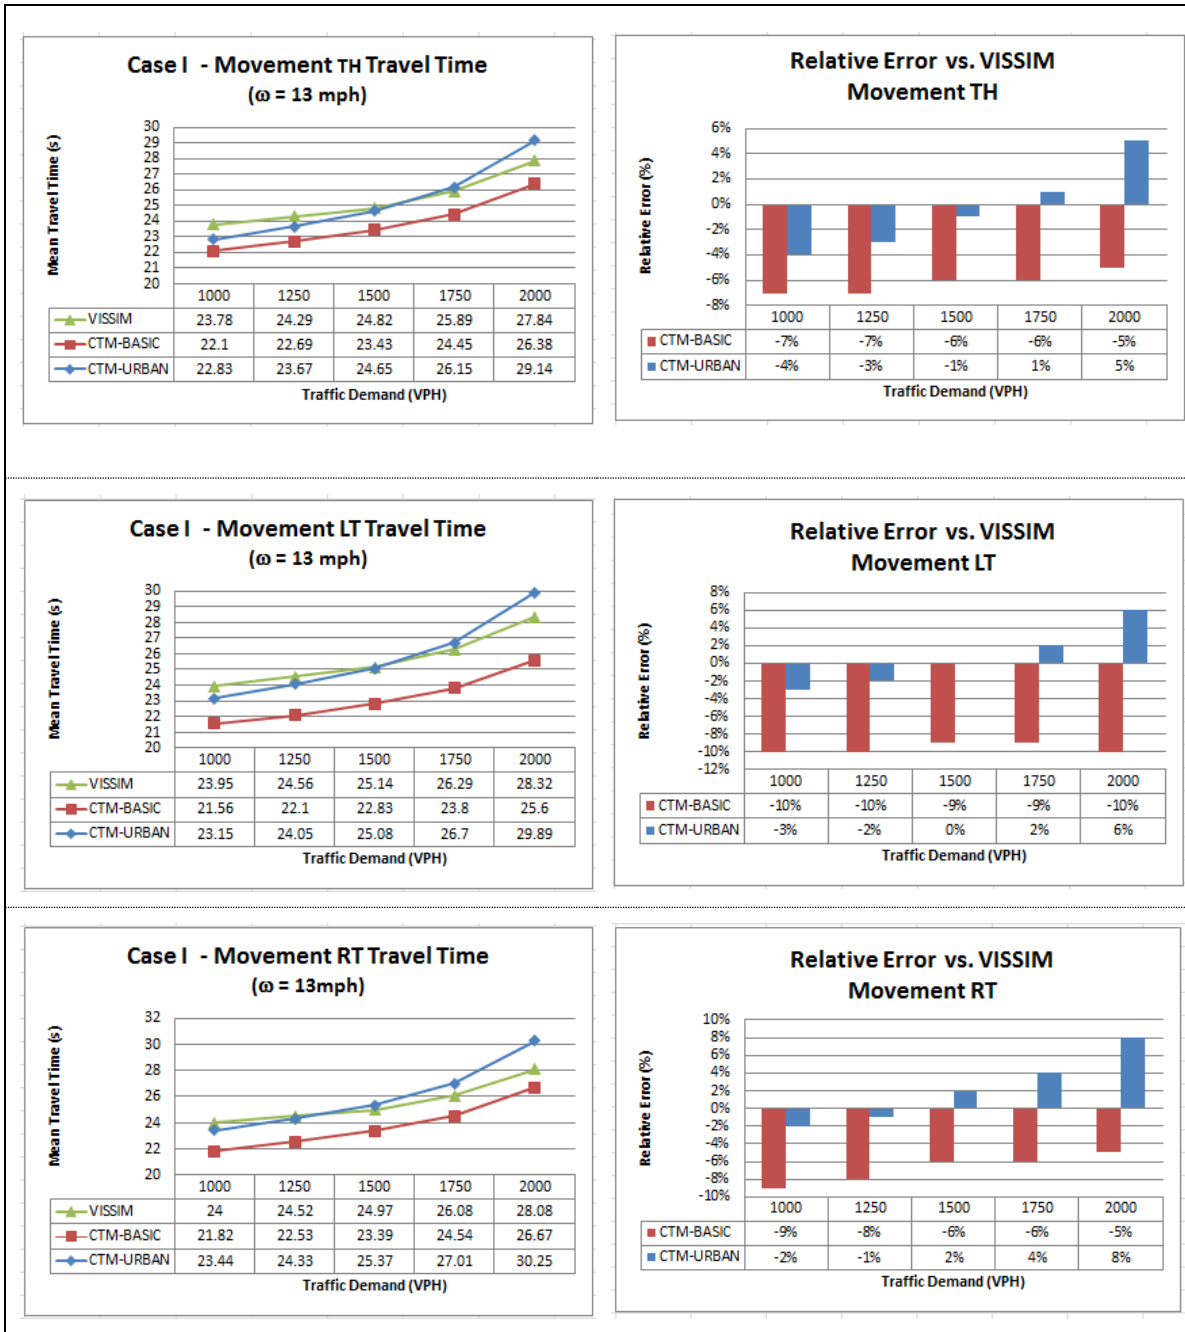 Case I - Movement TH Travel Time
(ω = 13 mph)
Mean Travel Time (s)
30
29
28
27
26
25
24
23
22
21
20
1000 1250 1500 1750 2000
VISSIM 23.78 24.29 24.82 25.89 27.84
CTM-BASIC 22.1 22.69 23.43 24.45 26.38
CTM-URBAN 22.83 23.67 24.65 26.15 29.14
Traffic Demand (VPH)
Relative Error vs. VISSIM
Movement TH
Relative Error (%)
6%
4%
2%
0%
-2%
-4%
-6%
-8%
1000 1250 1500 1750 2000
CTM-BASIC -7% -7% -6% -6% -5%
CTM-URBAN -4% -3% -1% 1% 5%
Traffic Demand (VPH)
Case I - Movement LT Travel Time
(ω = 13 mph)
Mean Travel Time (s)
30
29
28
27
26
25
24
23
22
21
20
1000 1250 1500 1750 2000
VISSIM 23.95 24.56 25.14 26.29 28.32
CTM-BASIC 21.56 22.1 22.83 23.8 25.6
CTM-URBAN 23.15 24.05 25.08 26.7 29.89
Traffic Demand (VPH)
Relative Error vs. VISSIM
Movement LT
Relative Error (%)
8%
6%
4%
2%
0%
-2%
-4%
-6%
-8%
-10%
-12%
1000 1250 1500 1750 2000
CTM-BASIC -10% -10% -9% -9% -10%
CTM-URBAN -3% -2% 0% 2% 6%
Traffic Demand (VPH)
Case I - Movement RT Travel Time
(ω = 13mph)
Mean Travel Time (s)
32
30
28
26
24
22
20
1000 1250 1500 1750 2000
VISSIM 24 24.52 24.97 26.08 28.08
CTM-BASIC 21.82 22.53 23.39 24.54 26.67
CTM-URBAN 23.44 24.33 25.37 27.01 30.25
Traffic Demand (VPH)
Relative Error vs. VISSIM
Movement RT
Relative Error (%)
10%
8%
6%
4%
2%
0%
-2%
-4%
-6%
-8%
-10%
1000 1250 1500 1750 2000
CTM-BASIC -9% -8% -6% -6% -5%
CTM-URBAN -2% -1% 2% 4% 8%
Traffic Demand (VPH)